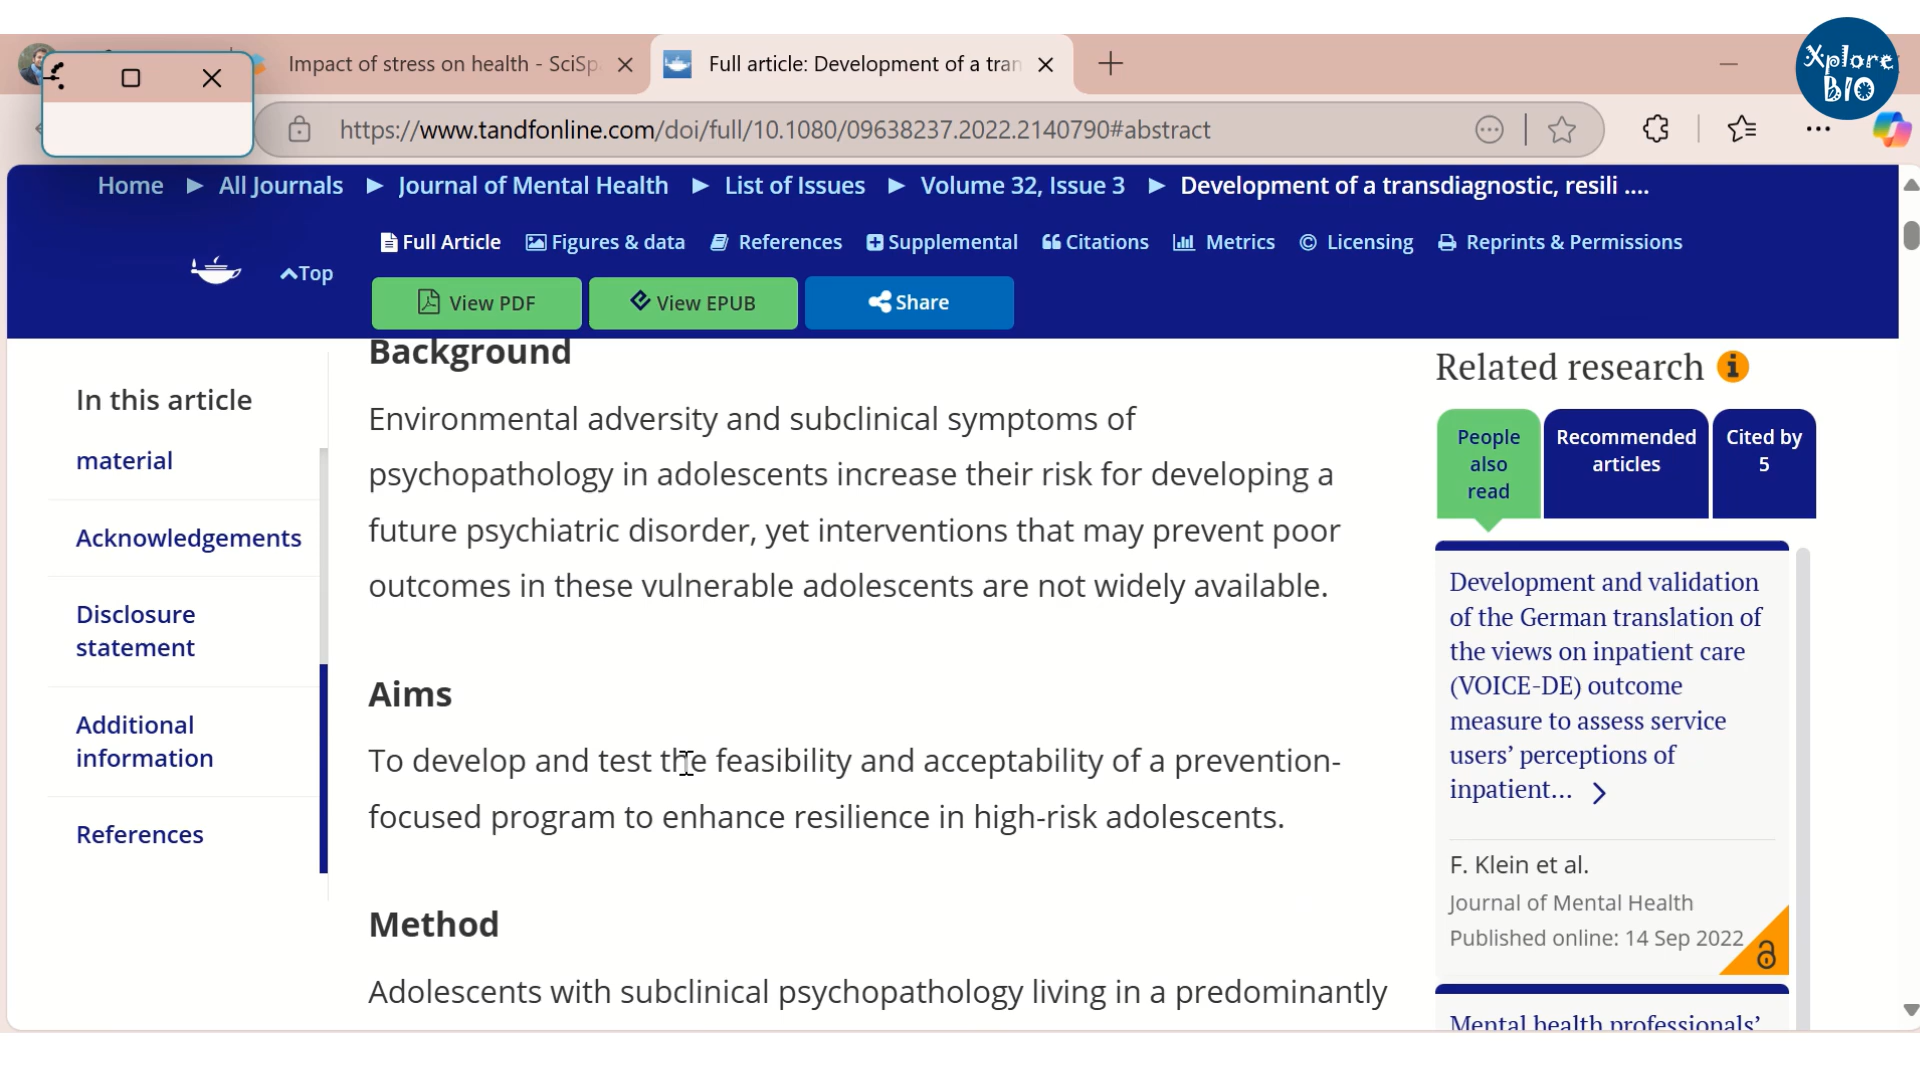 Xplore
BIO
Impact of stress on health - SciSp
Full article: Development of a tran
https://www.tandfonline.com/doi/full/10.1080/09638237.2022.2140790#abstract
Home ► All Journals ► Journal of Mental Health ► List of Issues ► Volume 32, Issue 3 ► Development of a transdiagnostic, resili ....
Full Article Figures & data References Supplemental Citations Metrics © Licensing Reprints & Permissions
Top
View PDF View EPUB Share
In this article
material
Acknowledgements
Disclosure
statement
Additional
information
References
Background
Environmental adversity and subclinical symptoms of
psychopathology in adolescents increase their risk for developing a
future psychiatric disorder, yet interventions that may prevent poor
outcomes in these vulnerable adolescents are not widely available.
Aims
To develop and test the feasibility and acceptability of a prevention-
focused program to enhance resilience in high-risk adolescents.
Method
Adolescents with subclinical psychopathology living in a predominantly
Related research
People
also
read
Recommended
articles
Cited by
5
Development and validation
of the German translation of
the views on inpatient care
(VOICE-DE) outcome
measure to assess service
users’ perceptions of
inpatient...
F. Klein et al.
Journal of Mental Health
Published online: 14 Sep 2022
Mental health professionals’